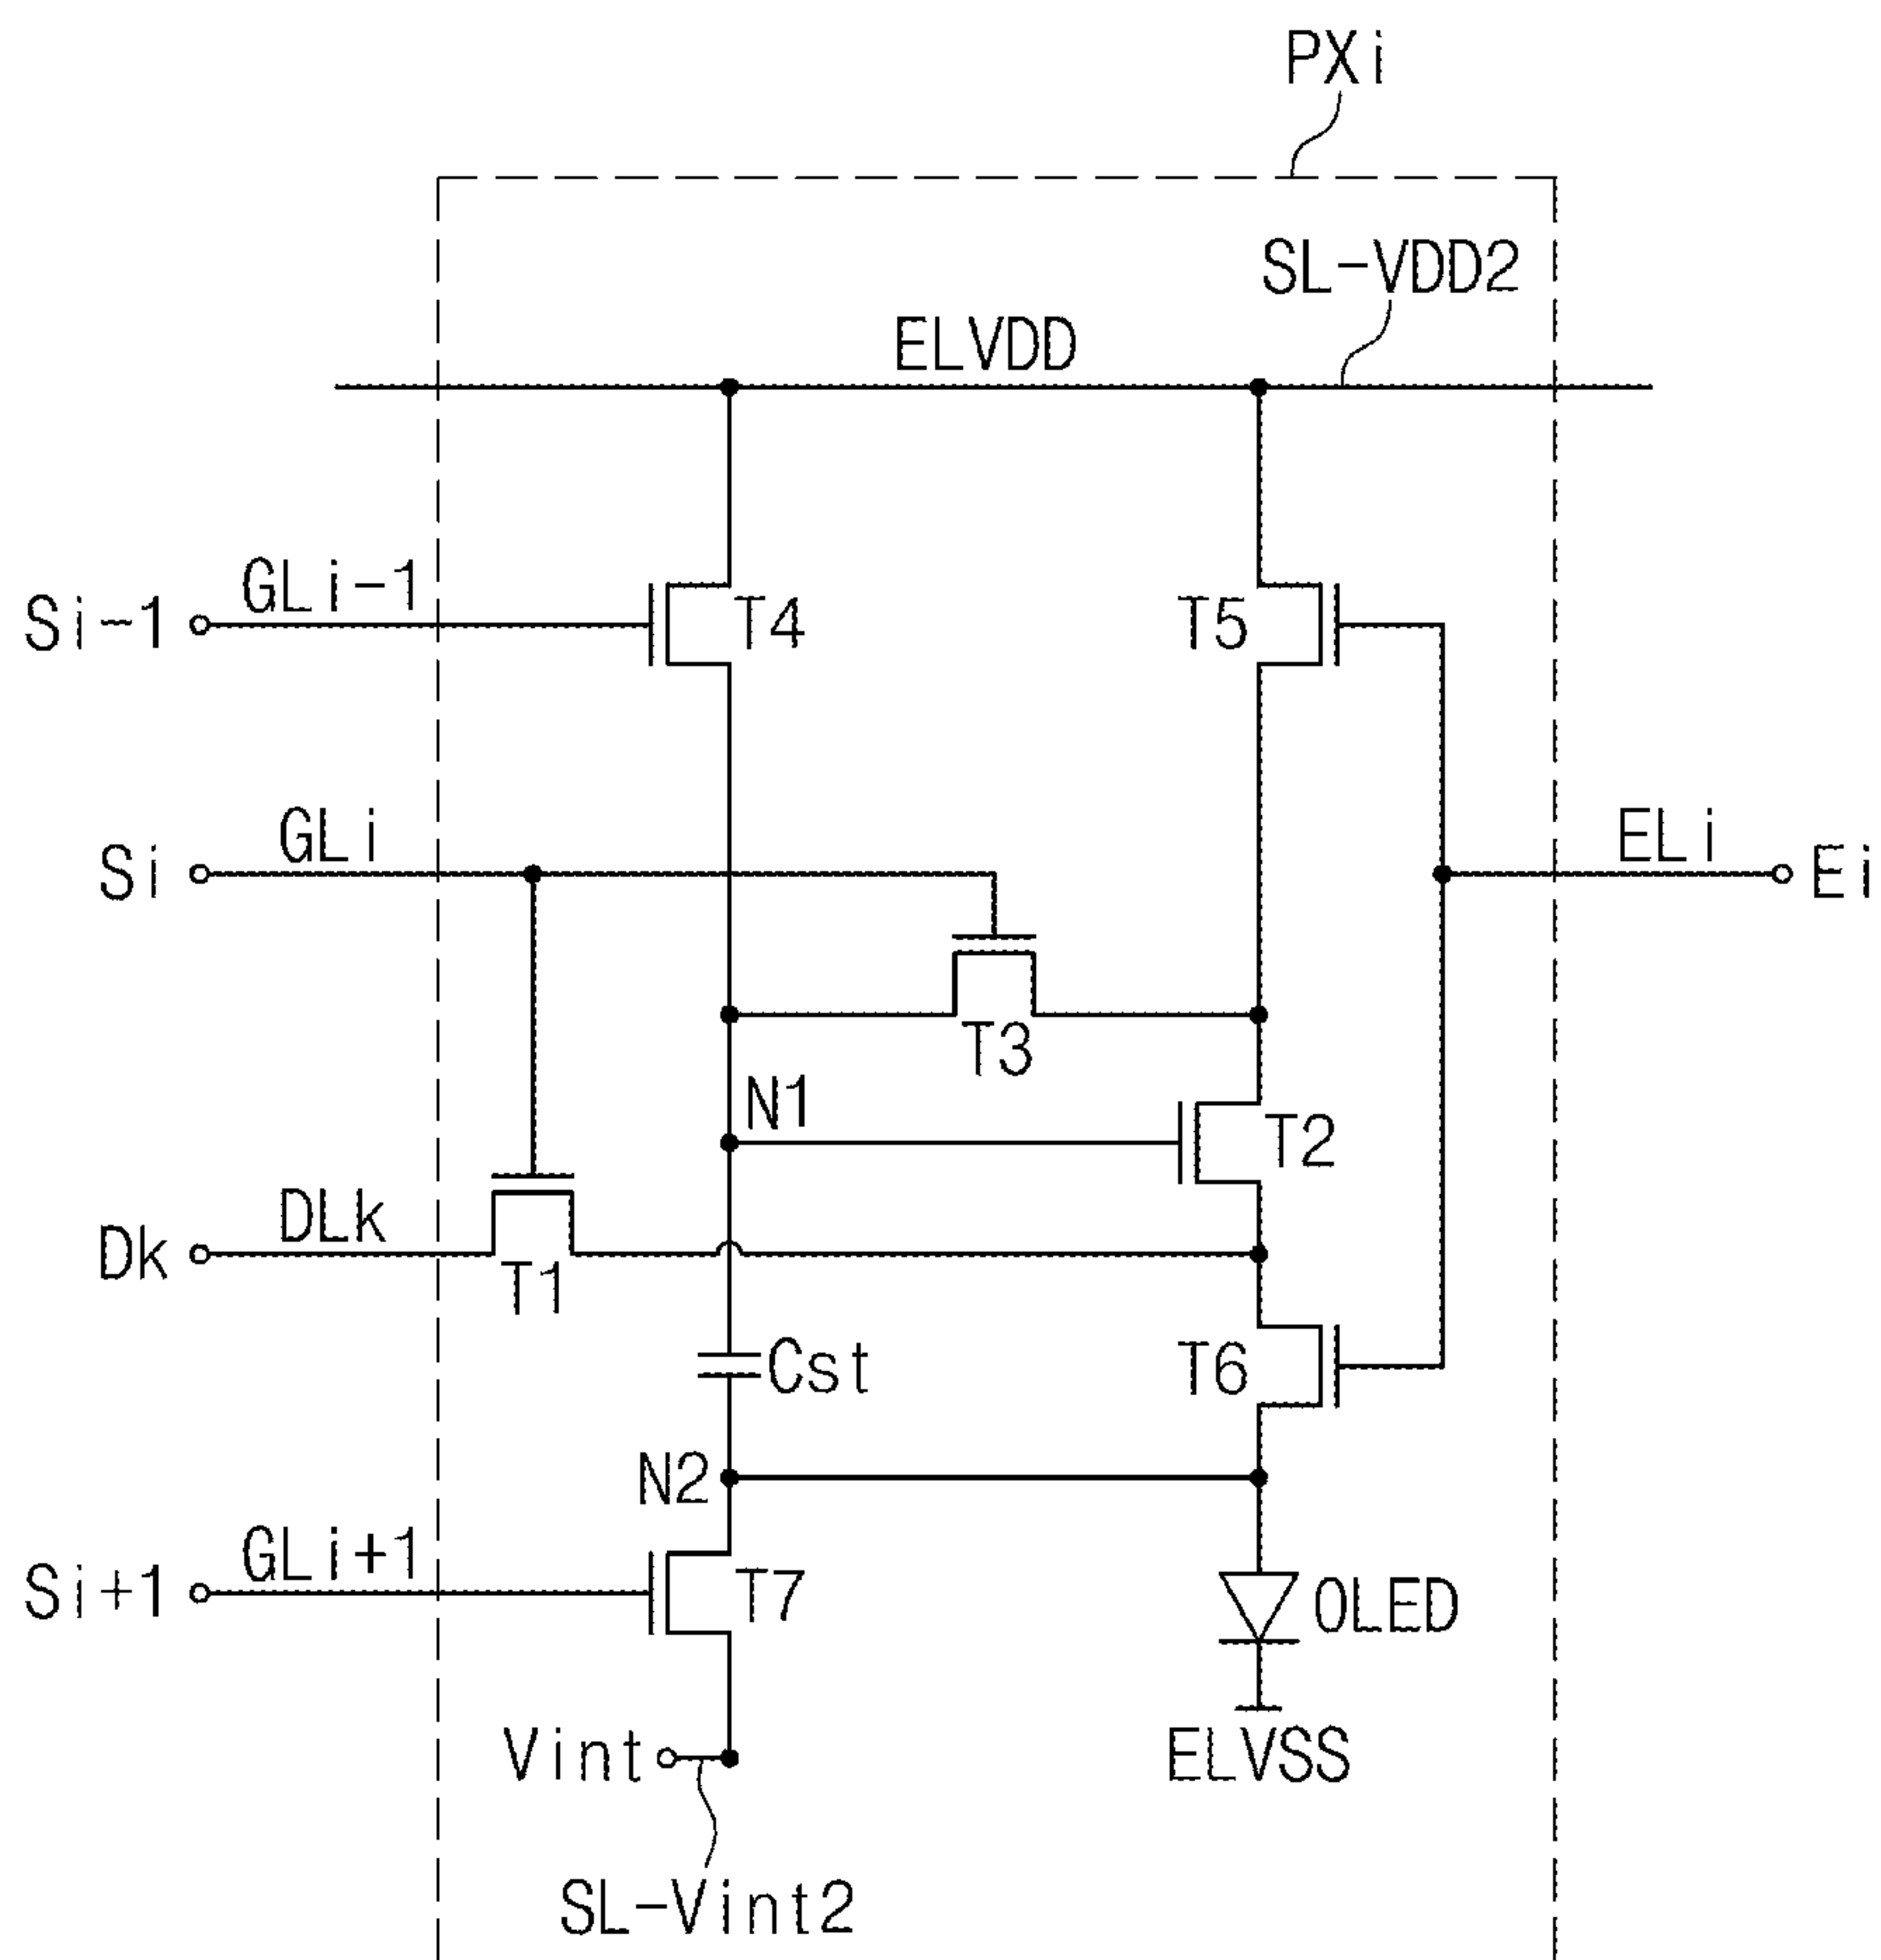 PXi
SL-VDD2
ELVDD
GLi-1
Si-1
T4
T5
GLi
Si
ELi
Ei
T3
N1
T2
DLk
Dk
T1
Cst
T6
N2
GLi+1
Si+1
T7
OLED
Vint
ELVSS
SL-Vint2